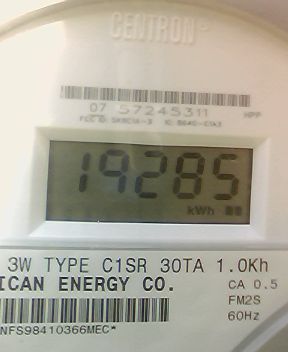 CENTRON®
07 57245311 HPP
19285
kWh
3W TYPE C1SR 30TA 1.0Kh
ICAN ENERGY CO. CA 0.5
FM2S
NFS98410366MEC* 60Hz